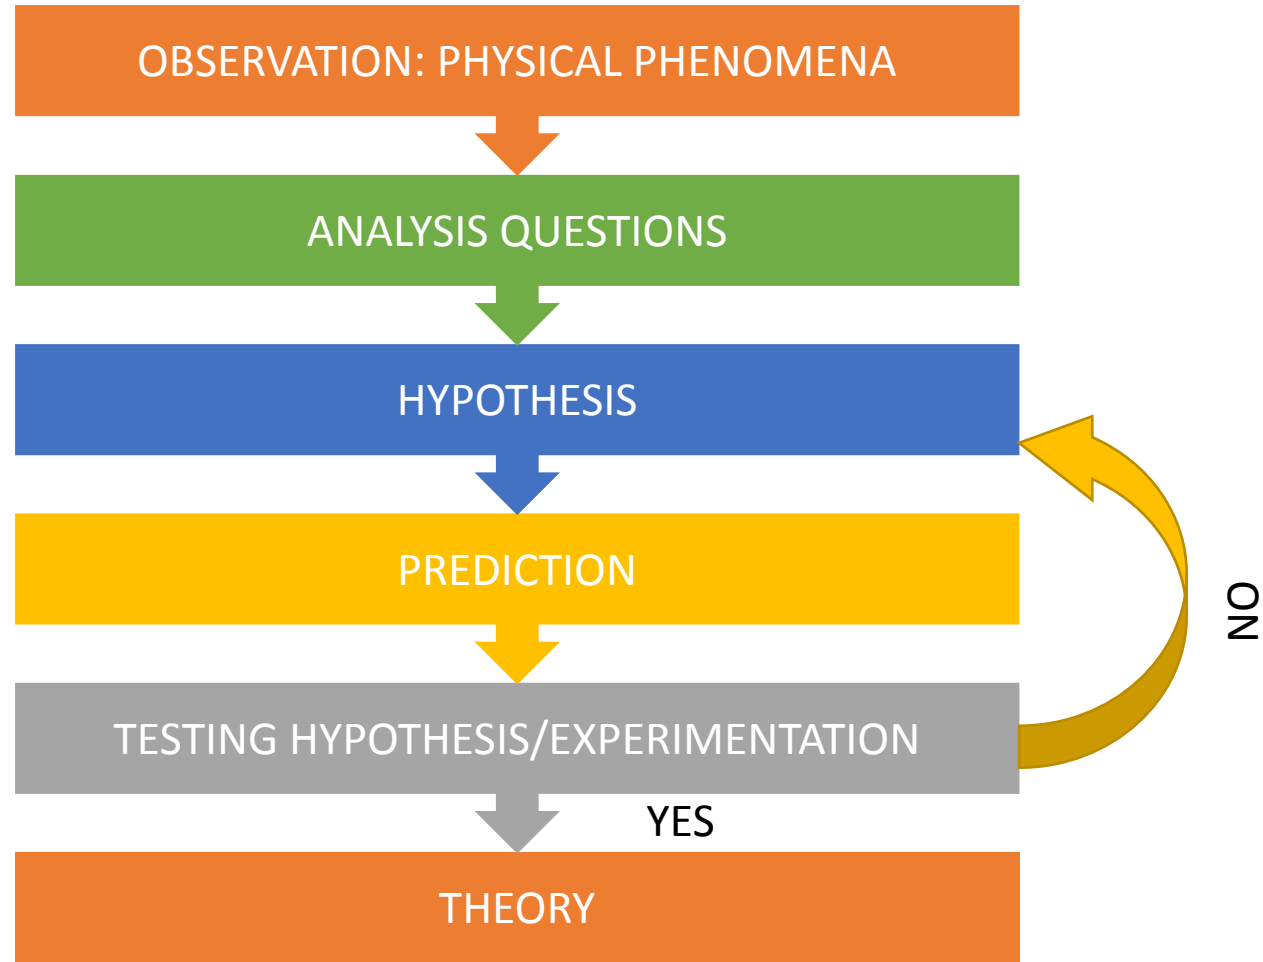 OBSERVATION: PHYSICAL PHENOMENA
ANALYSIS QUESTIONS
HYPOTHESIS
PREDICTION
NO
TESTING HYPOTHESIS/EXPERIMENTATION
YES
THEORY